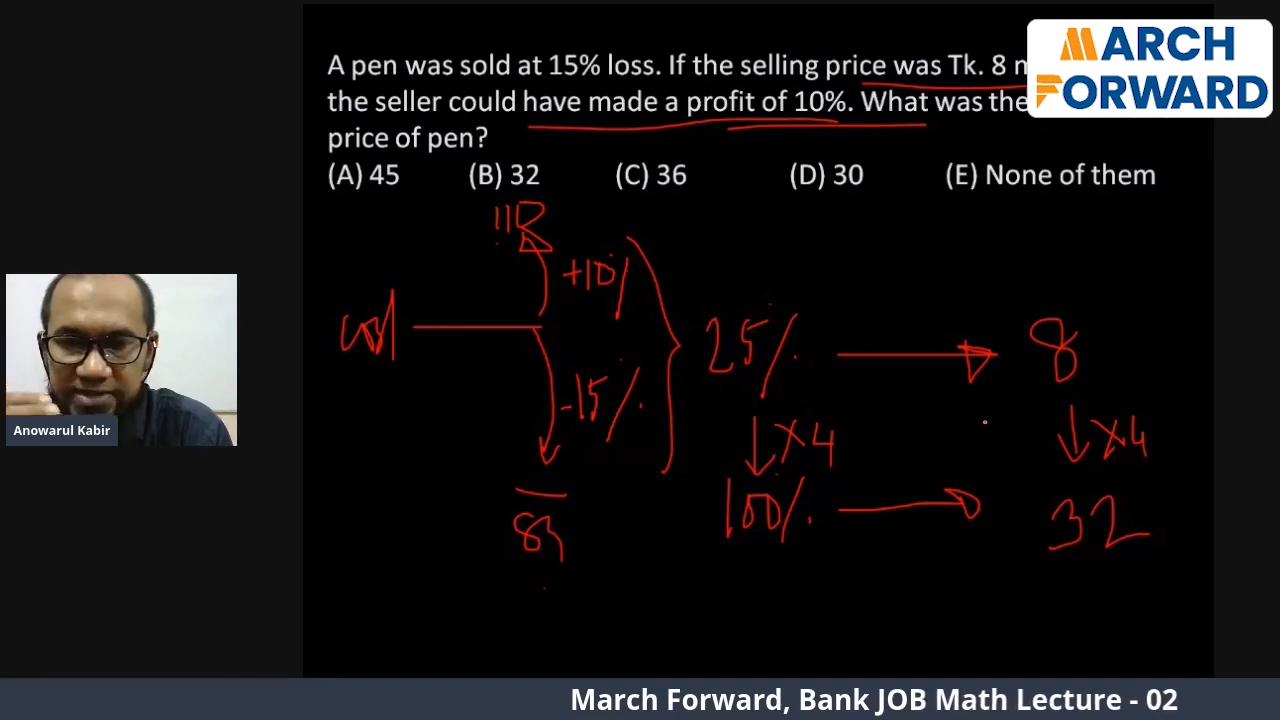 A pen was sold at 15% loss. If the selling price was Tk. 8
MARCH
FORWARD
the seller could have made a profit of 10%. What was the
price of pen?
(A) 45 (B) 32 (C) 36 (D) 30 (E) None of them
110
+10%
cost
25% 8
-15%
×4 ×4
100% 32
85
Anowarul Kabir
March Forward, Bank JOB Math Lecture - 02